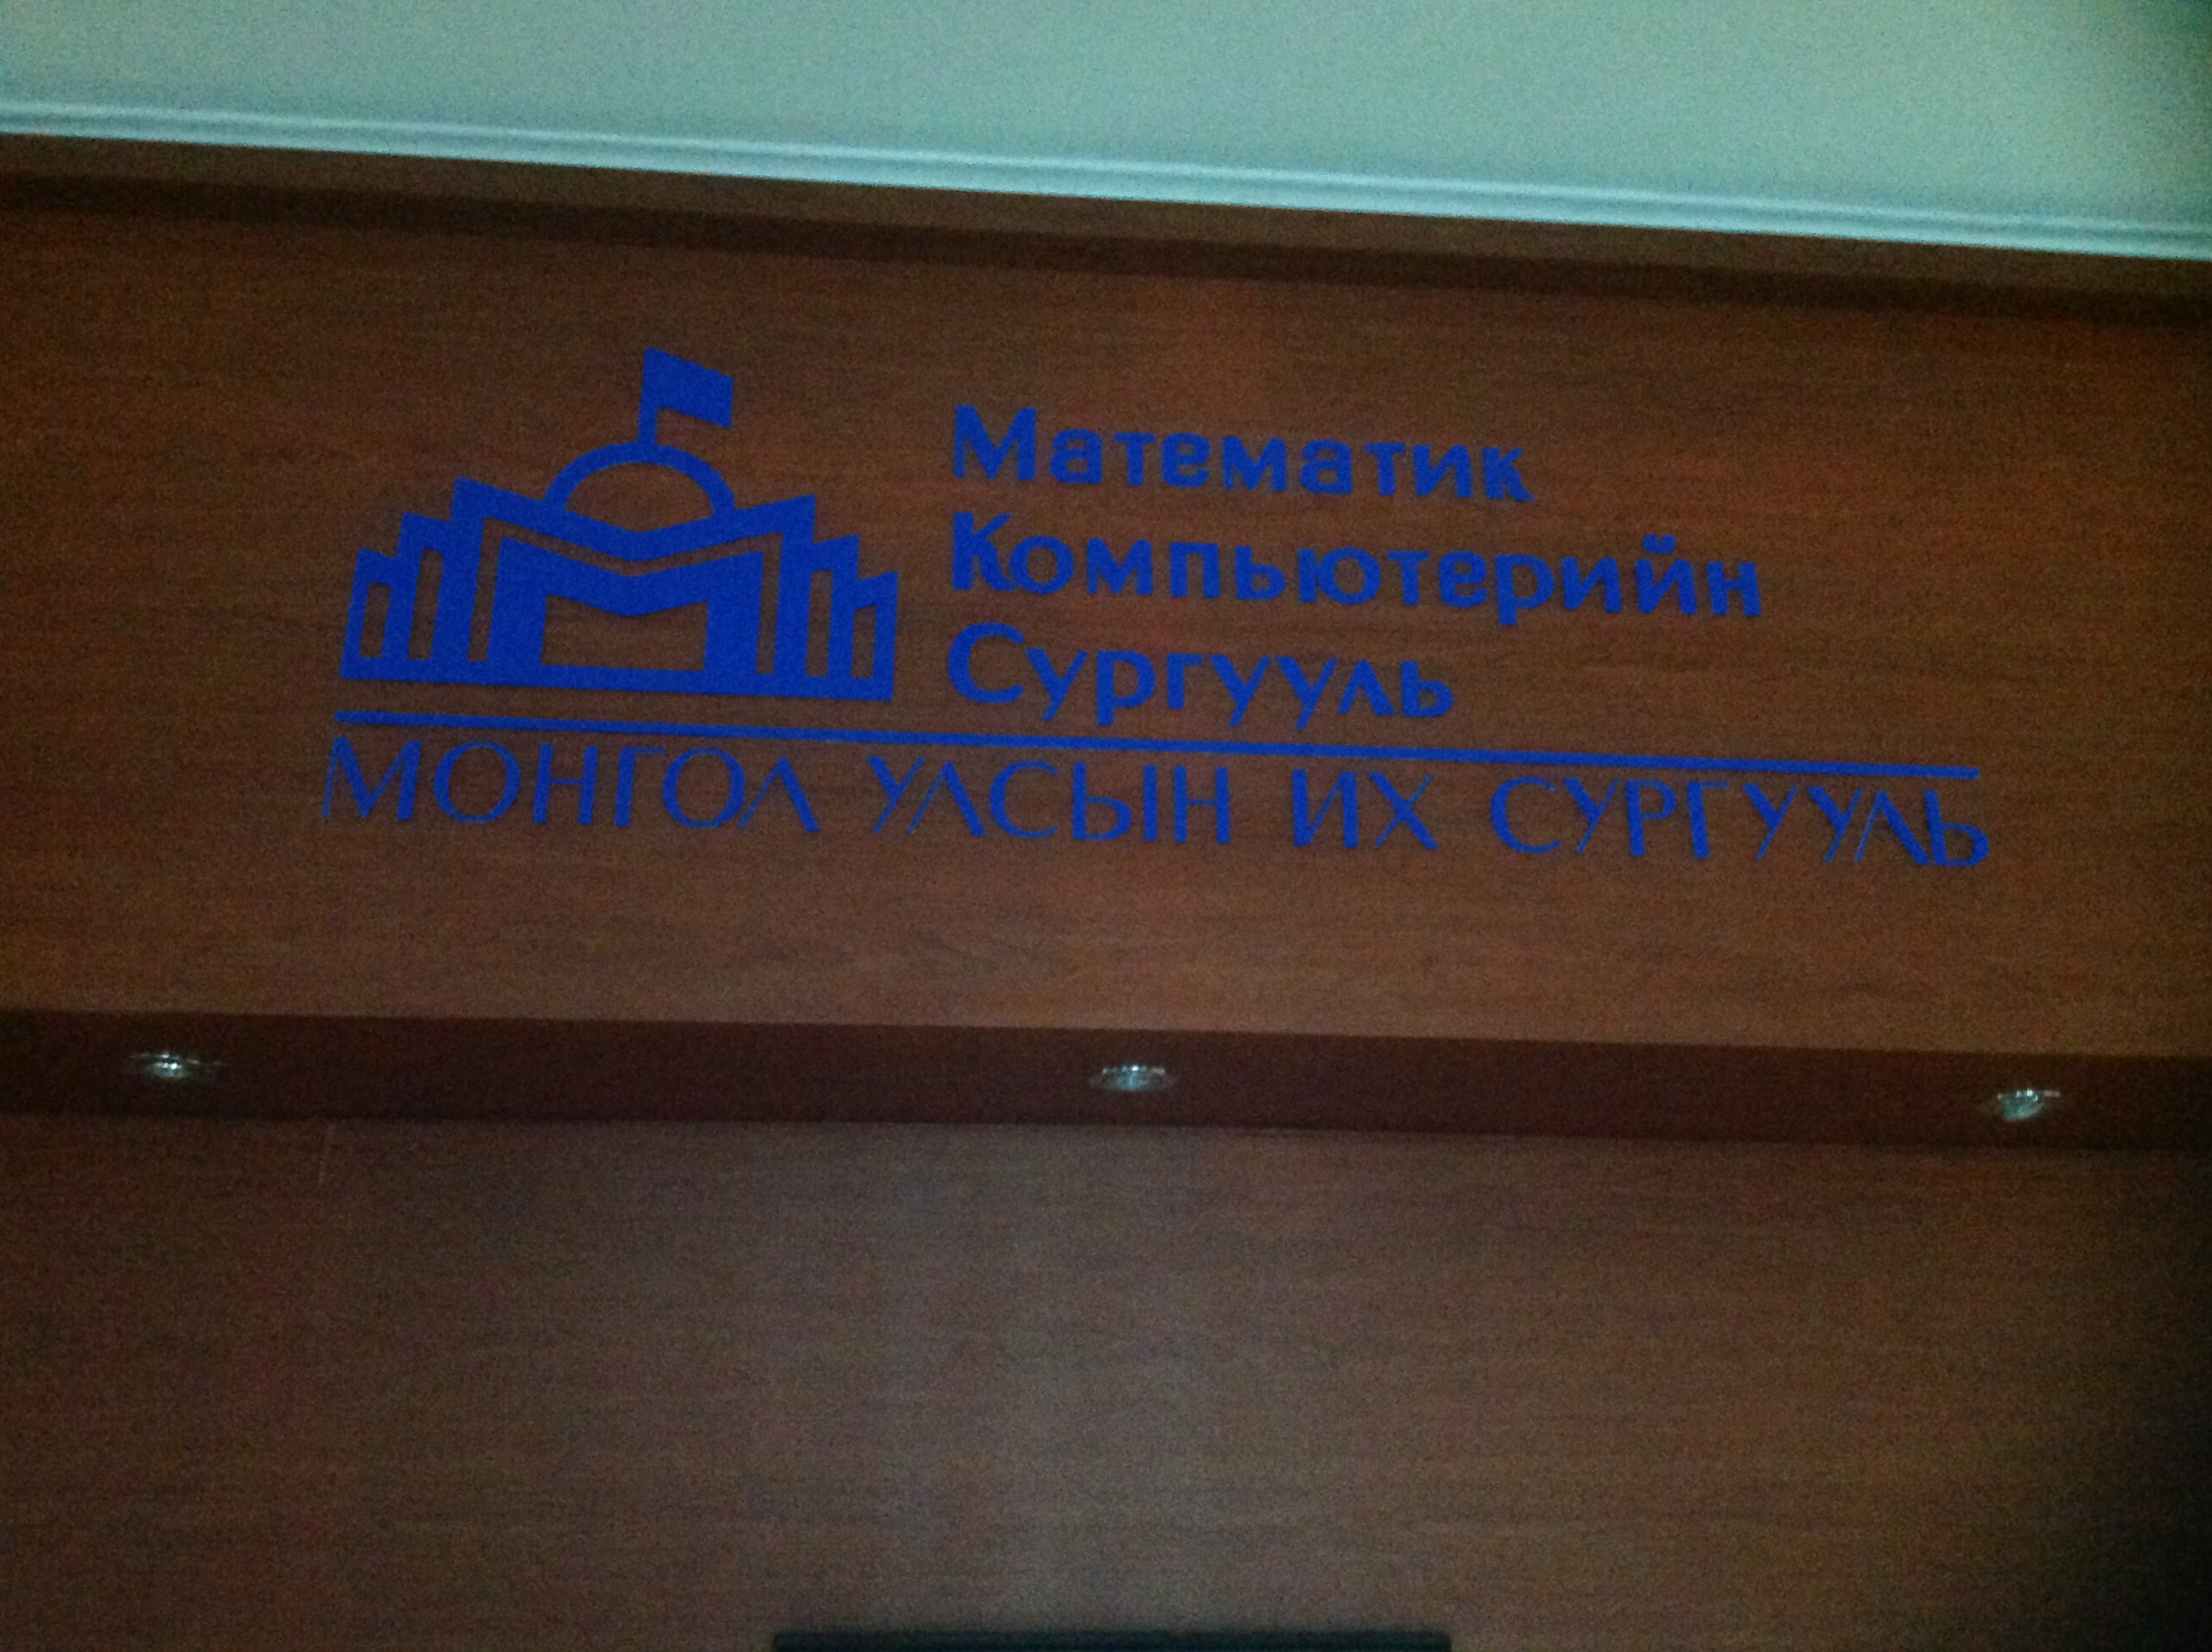 Математик
Компьютерийн
Сургууль
МОНГОЛ УЛСЫН ИХ СУРГУУЛЬ